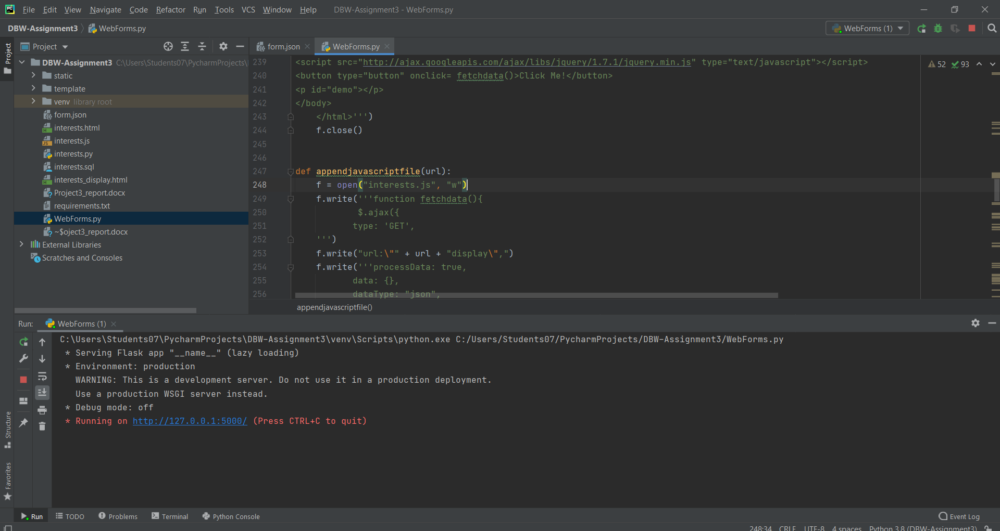 File Edit View Navigate Code Refactor Run Tools VCS Window Help DBW-Assignment3 - WebForms.py
DBW-Assignment3 WebForms.py WebForms (1)
Project
Project form.json WebForms.py
52 93
DBW-Assignment3 C:\Users\Students07\PycharmProjects\
static
template
venv library root
form.json
interests.html
interests.js
interests.py
interests.sql
interests_display.html
Project3_report.docx
requirements.txt
WebForms.py
~$oject3_report.docx
External Libraries
Scratches and Consoles
239 <script src="http://ajax.googleapis.com/ajax/libs/jquery/1.7.1/jquery.min.js" type="text/javascript"></script>
240 <button type="button" onclick= fetchdata()>Click Me!</button>
241 <p id="demo"></p>
242 </body>
243 </html>''')
244 f.close()
245
246
247 def appendjavascriptfile(url):
248 f = open("interests.js", "w")
249 f.write('''function fetchdata(){
250 $.ajax({
251 type: 'GET',
252 ''')
253 f.write("url:\"" + url + "display\",")
254 f.write('''processData: true,
255 data: {},
256 dataType: "json",
appendjavascriptfile()
Run: WebForms (1)
C:\Users\Students07\PycharmProjects\DBW-Assignment3\venv\Scripts\python.exe C:/Users/Students07/PycharmProjects/DBW-Assignment3/WebForms.py
* Serving Flask app "__name__" (lazy loading)
* Environment: production
WARNING: This is a development server. Do not use it in a production deployment.
Use a production WSGI server instead.
* Debug mode: off
* Running on http://127.0.0.1:5000/ (Press CTRL+C to quit)
Structure
Favorites
Run TODO Problems Terminal Python Console Event Log
248:34 CRLF UTF-8 4 spaces Python 3.8 (DBW-Assignment3)